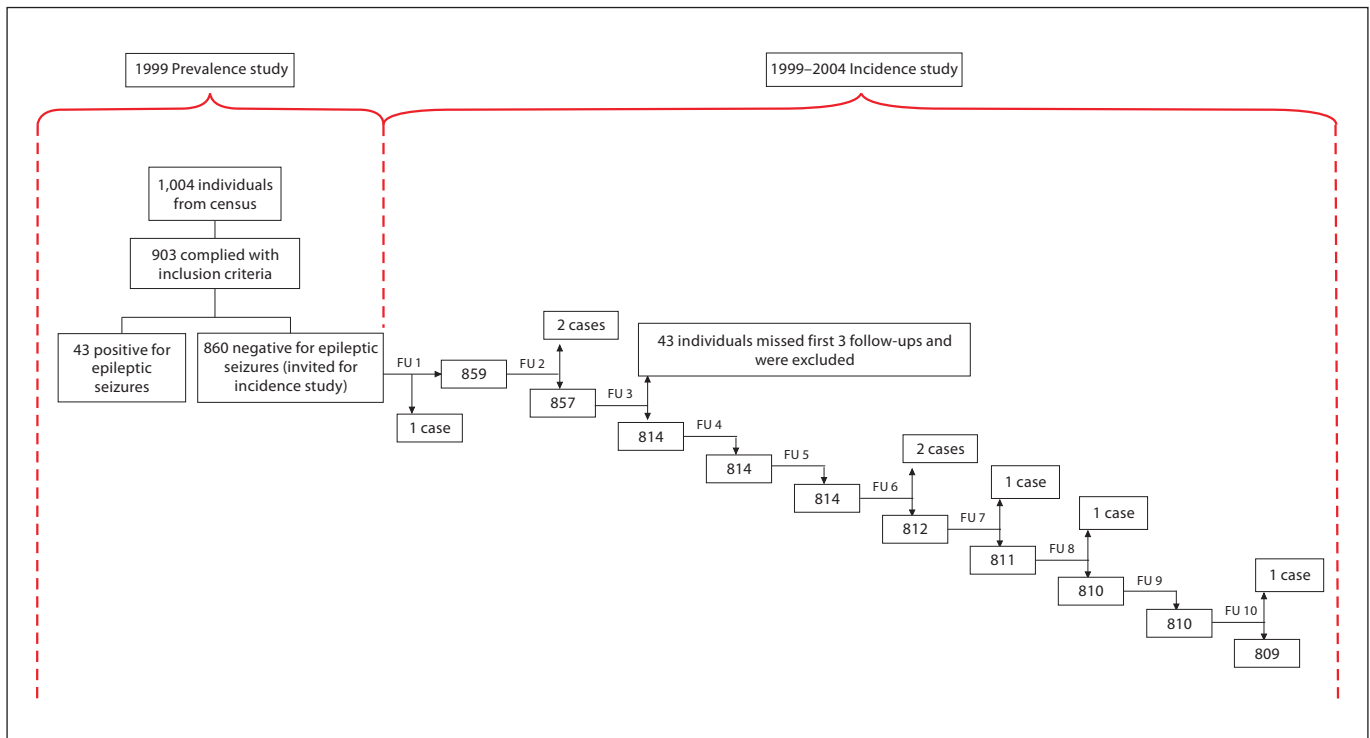 1999 Prevalence study
1999–2004 Incidence study
1,004 individuals
from census
903 complied with
inclusion criteria
43 positive for
epileptic
seizures
860 negative for epileptic
seizures (invited for
incidence study)
FU 1
1 case
859
FU 2
2 cases
857
FU 3
43 individuals missed first 3 follow-ups and
were excluded
814
FU 4
814
FU 5
814
FU 6
2 cases
812
FU 7
1 case
811
FU 8
1 case
810
FU 9
810
FU 10
1 case
809